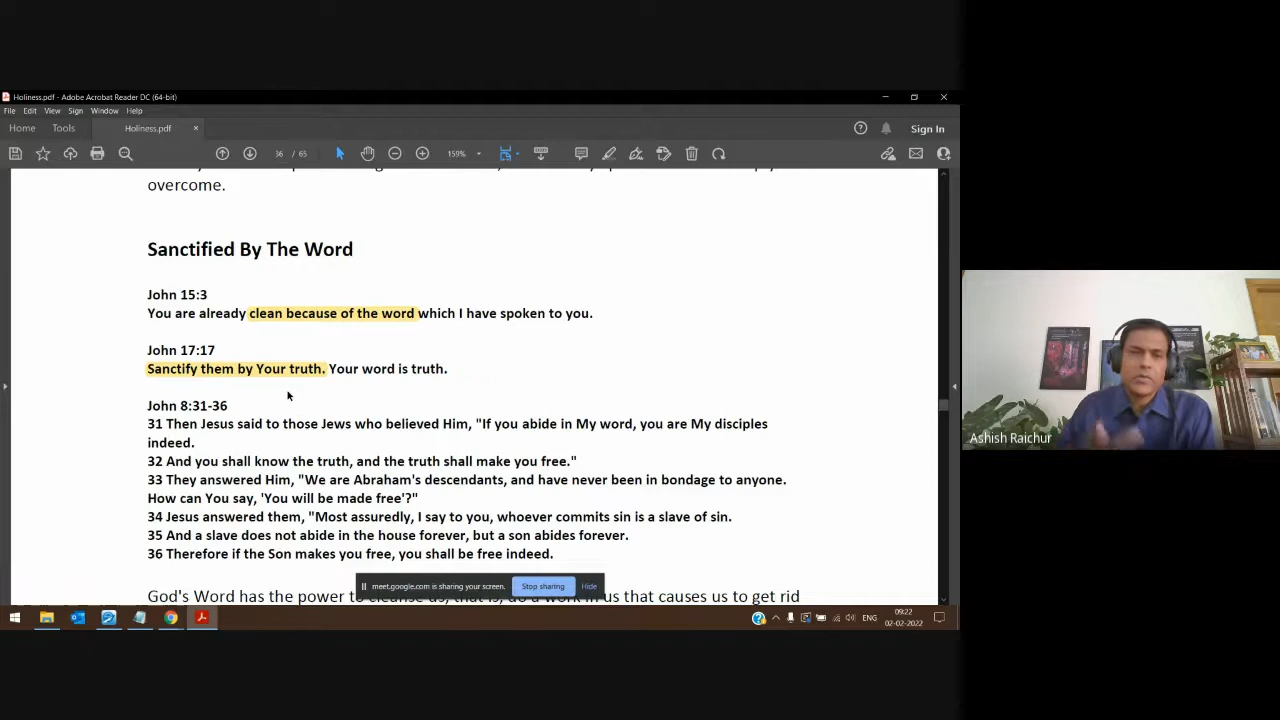 Holiness.pdf - Adobe Acrobat Reader DC (64-bit)
File Edit View Sign Window Help
Home Tools Holiness.pdf × Sign In
36 / 65 159%
overcome.
Sanctified By The Word
John 15:3
You are already clean because of the word which I have spoken to you.
John 17:17
Sanctify them by Your truth. Your word is truth.
John 8:31-36
31 Then Jesus said to those Jews who believed Him, "If you abide in My word, you are My disciples
indeed.
32 And you shall know the truth, and the truth shall make you free."
33 They answered Him, "We are Abraham's descendants, and have never been in bondage to anyone.
How can You say, 'You will be made free'?"
34 Jesus answered them, "Most assuredly, I say to you, whoever commits sin is a slave of sin.
35 And a slave does not abide in the house forever, but a son abides forever.
36 Therefore if the Son makes you free, you shall be free indeed.
God's Word has the power to cleanse us, that is, do a work in us that causes us to get rid
meet.google.com is sharing your screen. Stop sharing Hide
ENG
09:22
02-02-2022
Ashish Raichur